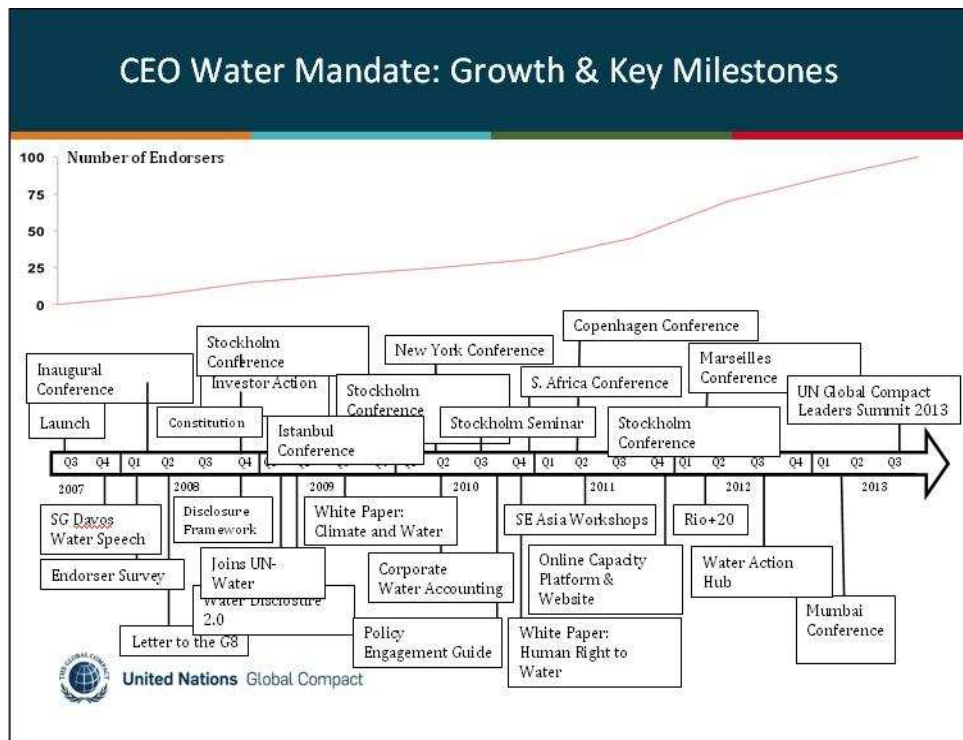 CEO Water Mandate: Growth & Key Milestones
Number of Endorsers
100
75
50
25
0
Copenhagen Conference
Stockholm
Conference
New York Conference
Marseilles
Conference
Inaugural
Conference
Investor Action
S. Africa Conference
Stockholm
Conference
UN Global Compact
Leaders Summit 2013
Launch
Constitution
Istanbul
Conference
Stockholm Seminar
Stockholm
Conference
Q3 Q4 Q1 Q2 Q3 Q4 Q2 Q3 Q4 Q1 Q2 Q3 Q4 Q1 Q2 Q3 Q4 Q1 Q2 Q3
2007 2008 2009 2010 2011 2012 2013
SG Davos
Water Speech
Disclosure
Framework
White Paper:
Climate and Water
SE Asia Workshops
Rio+20
Endorser Survey
Joins UN-
Water
Corporate
Water Accounting
Online Capacity
Platform &
Website
Water Action
Hub
Water Disclosure
2.0
Mumbai
Conference
Letter to the G8
Policy
Engagement Guide
White Paper:
Human Right to
Water
THE GLOBAL COMPACT
United Nations Global Compact